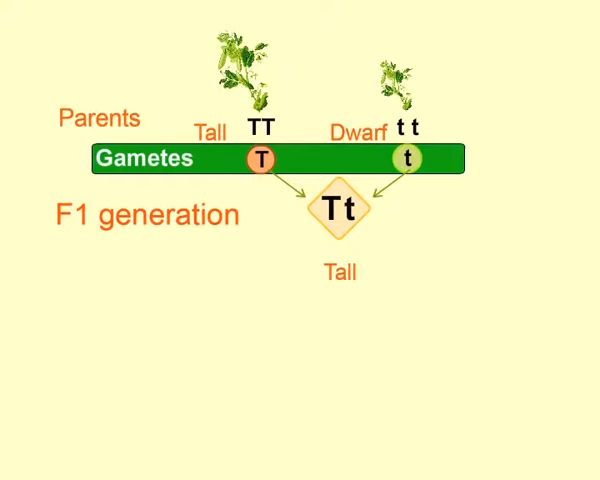 Parents
Tall TT Dwarf t t
Gametes T t
F1 generation Tt
Tall